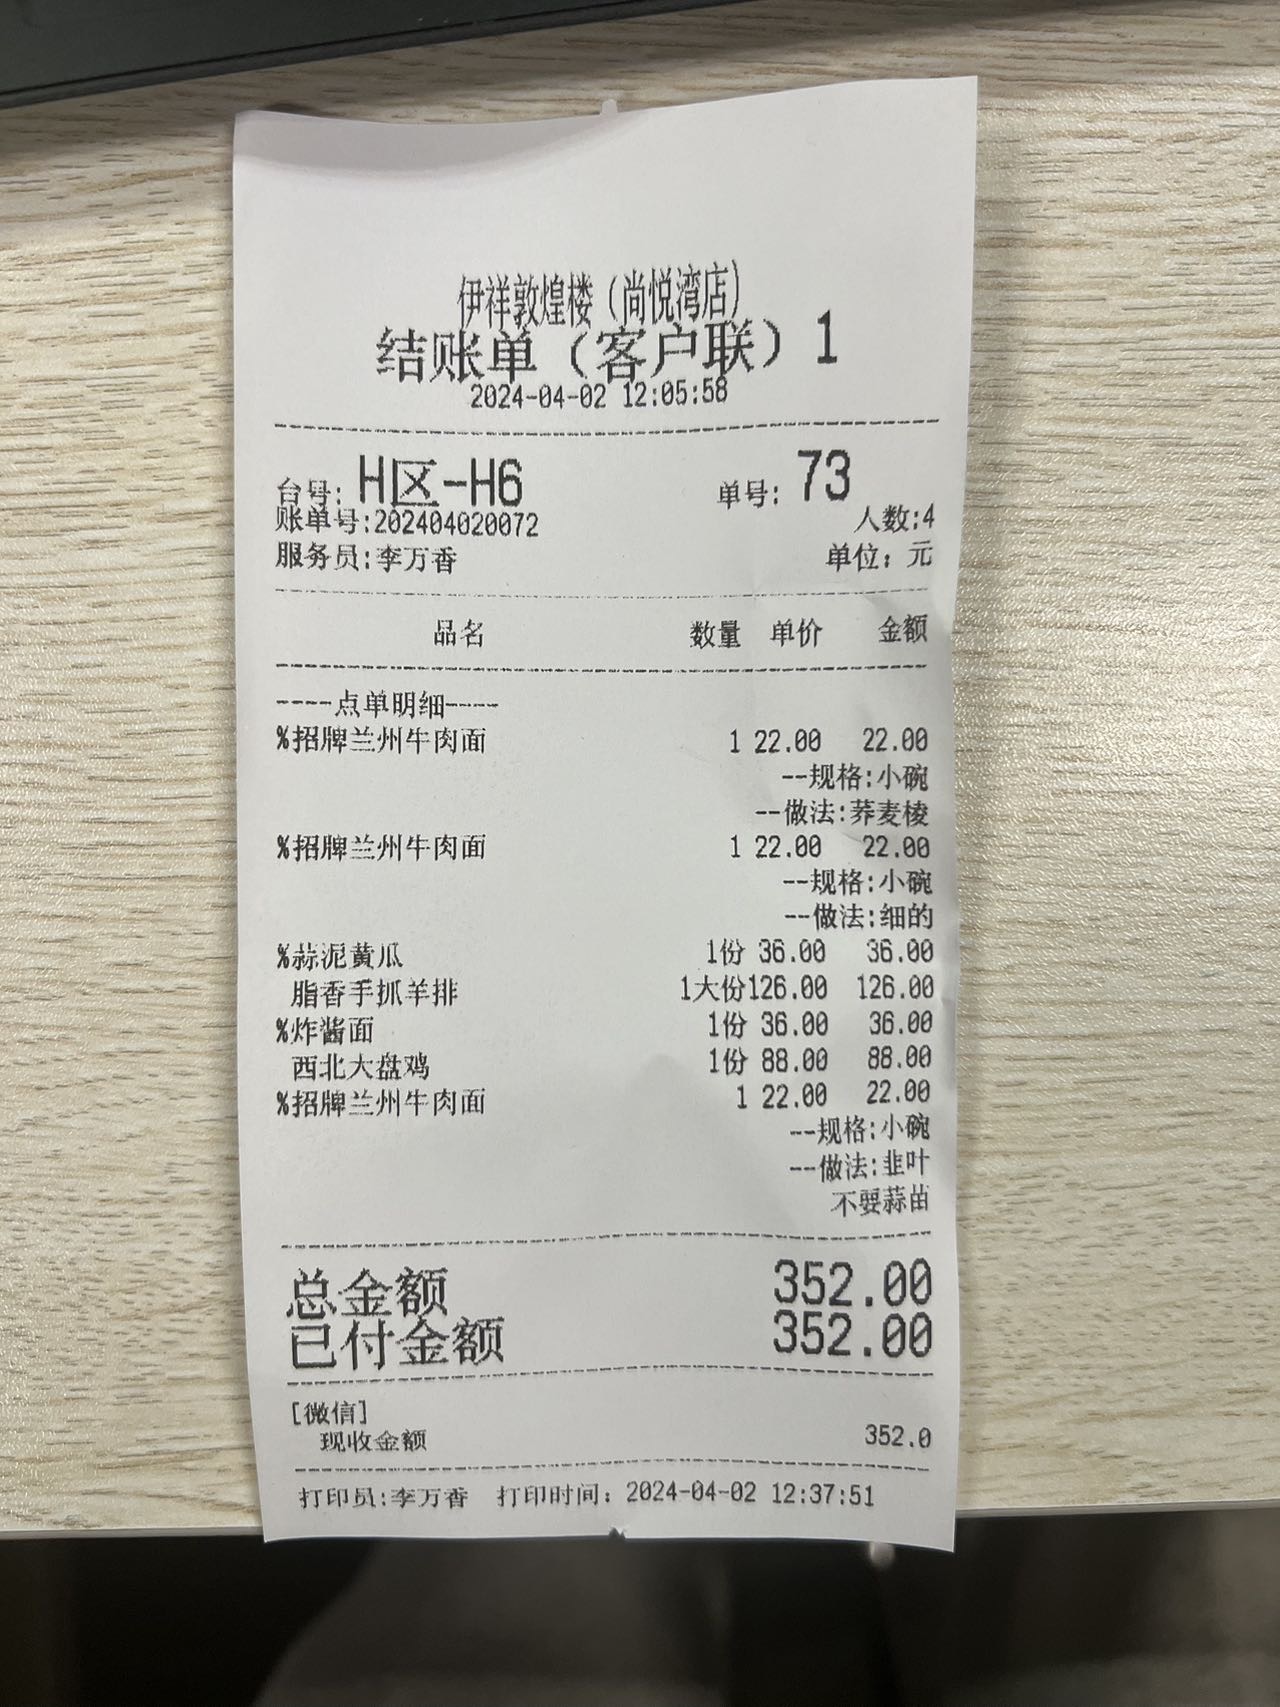 伊祥敦煌楼（尚悦湾店）
结账单（客户联）1
2024-04-02 12:05:58
台号: H区-H6 单号: 73
账单号:202404020072 人数:4
服务员:李万香 单位：元
品名 数量 单价 金额
----点单明细----
%招牌兰州牛肉面 1 22.00 22.00
--规格:小碗
--做法:荞麦棱
%招牌兰州牛肉面 1 22.00 22.00
--规格:小碗
--做法:细的
%蒜泥黄瓜 1份 36.00 36.00
脂香手抓羊排 1大份126.00 126.00
%炸酱面 1份 36.00 36.00
西北大盘鸡 1份 88.00 88.00
%招牌兰州牛肉面 1 22.00 22.00
--规格:小碗
--做法:韭叶
不要蒜苗
总金额 352.00
已付金额 352.00
[微信]
现收金额 352.0
打印员:李万香 打印时间：2024-04-02 12:37:51